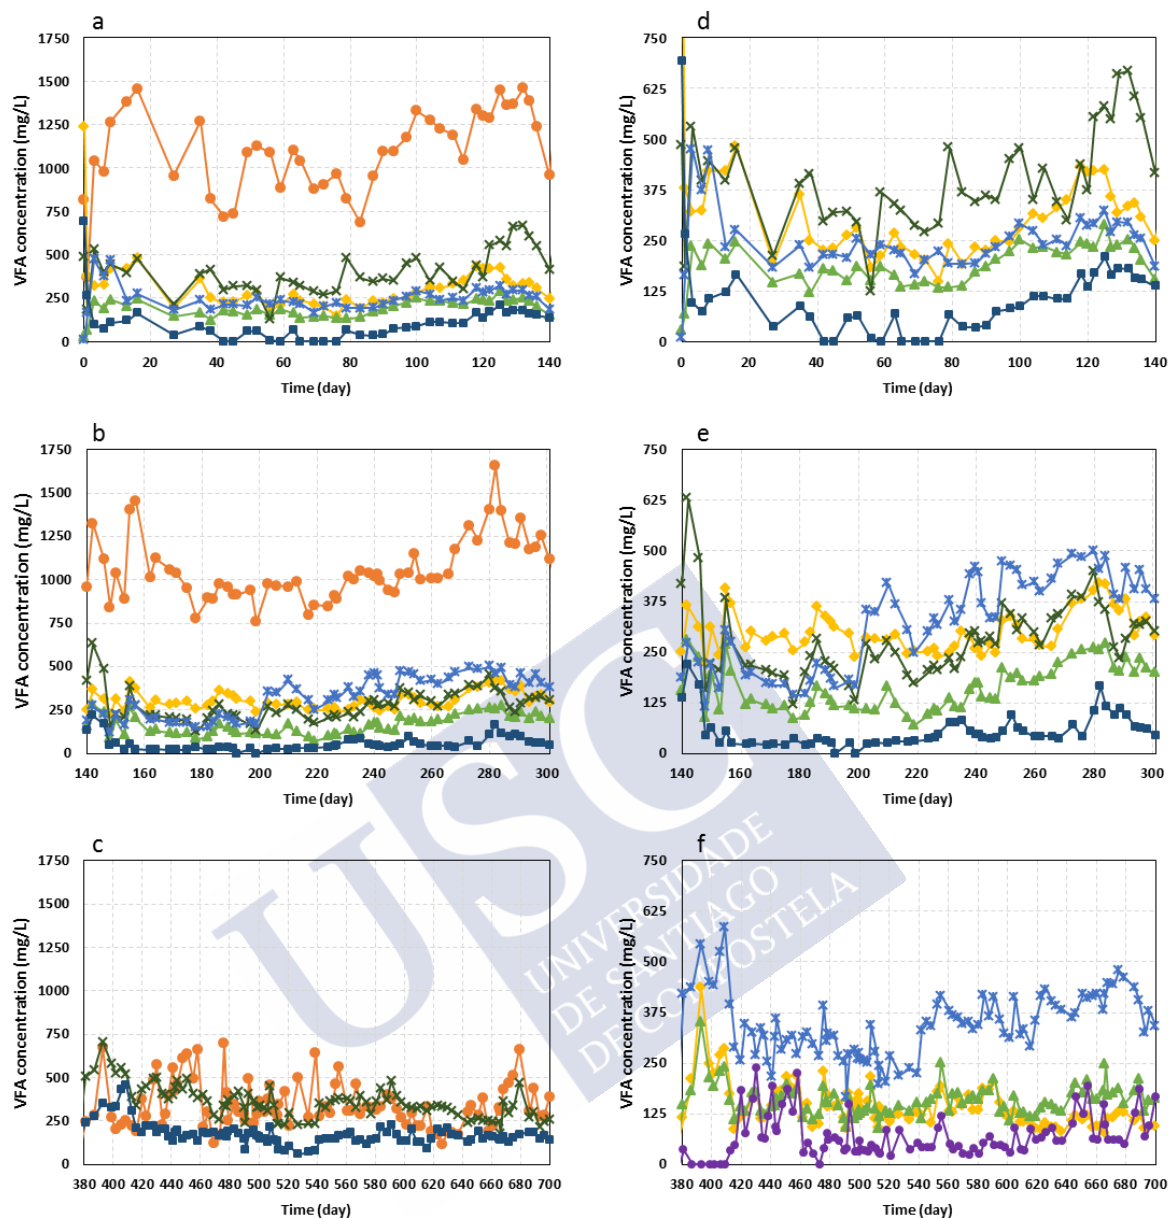 a
1750
1500
1250
1000
750
500
250
0
VFA concentration (mg/L)
0 20 40 60 80 100 120 140
Time (day)
d
750
625
500
375
250
125
0
VFA concentration (mg/L)
0 20 40 60 80 100 120 140
Time (day)
b
1750
1500
1250
1000
750
500
250
0
VFA concentration (mg/L)
140 160 180 200 220 240 260 280 300
Time (day)
e
750
625
500
375
250
125
0
VFA concentration (mg/L)
140 160 180 200 220 240 260 280 300
Time (day)
c
1750
1500
1250
1000
750
500
250
0
VFA concentration (mg/L)
380 400 420 440 460 480 500 520 540 560 580 600 620 640 660 680 700
Time (day)
f
750
625
500
375
250
125
0
VFA concentration (mg/L)
380 400 420 440 460 480 500 520 540 560 580 600 620 640 660 680 700
Time (day)
USC
UNIVERSIDADE
DE SANTIAGO
DE COMPOSTELA